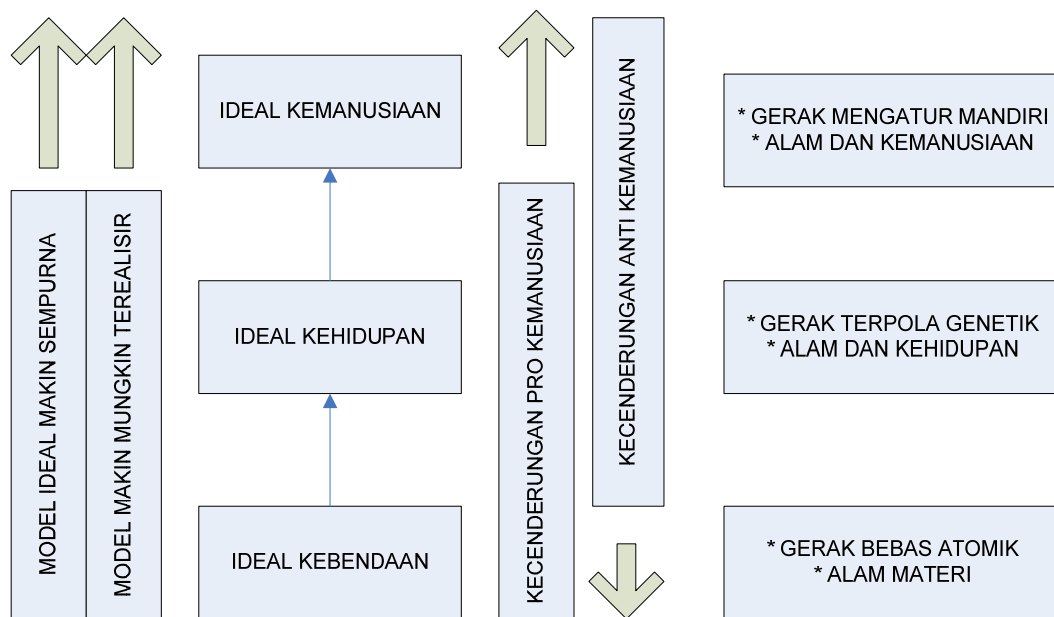 MODEL IDEAL MAKIN SEMPURNA
MODEL MAKIN MUNGKIN TEREALISIR
IDEAL KEMANUSIAAN
IDEAL KEHIDUPAN
IDEAL KEBENDAAN
KECENDERUNGAN PRO KEMANUSIAAN
KECENDERUNGAN ANTI KEMANUSIAAN
* GERAK MENGATUR MANDIRI
* ALAM DAN KEMANUSIAAN
* GERAK TERPOLA GENETIK
* ALAM DAN KEHIDUPAN
* GERAK BEBAS ATOMIK
* ALAM MATERI